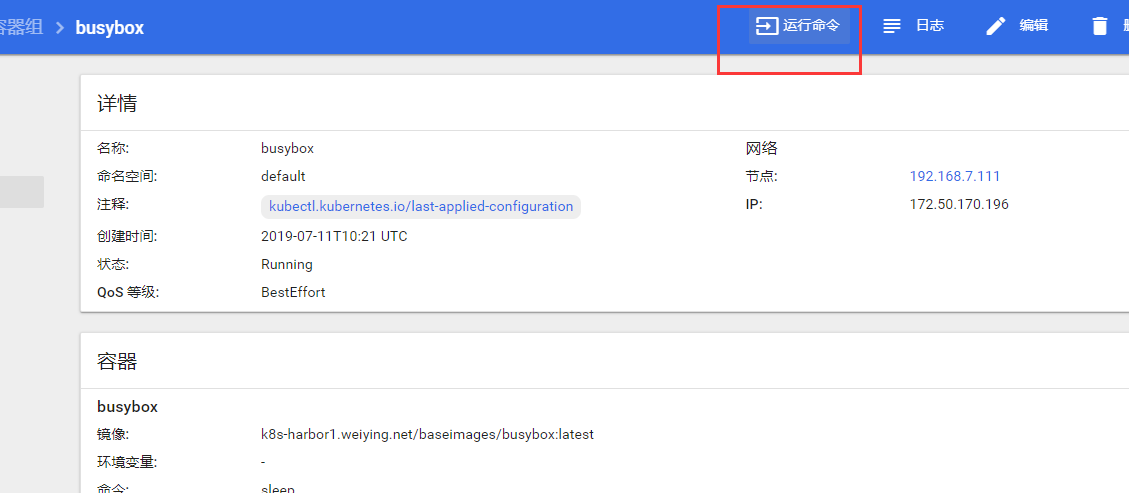 容器组 > busybox 运行命令 日志 编辑
详情
名称: busybox
命名空间: default
注释: kubectl.kubernetes.io/last-applied-configuration
创建时间: 2019-07-11T10:21 UTC
状态: Running
QoS 等级: BestEffort
网络
节点: 192.168.7.111
IP: 172.50.170.196
容器
busybox
镜像: k8s-harbor1.weiying.net/baseimages/busybox:latest
环境变量: -
命令: sleep